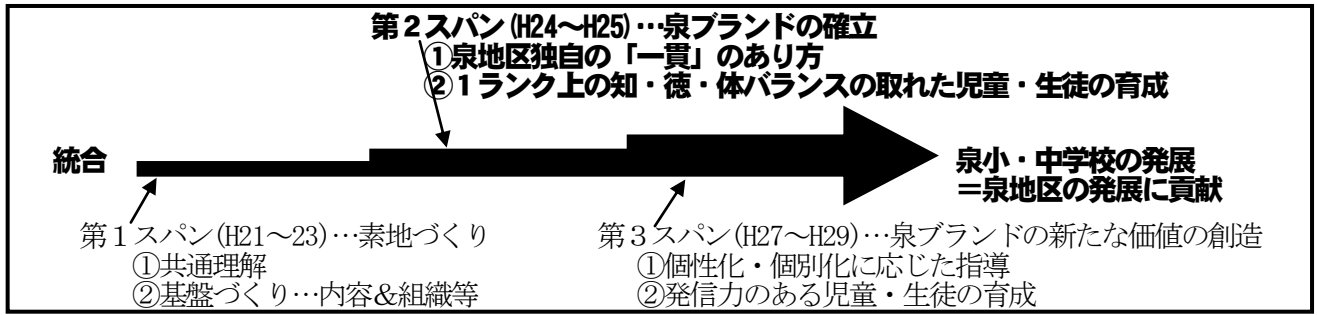 第２スパン(H24～H25)…泉ブランドの確立
①泉地区独自の「一貫」のあり方
②１ランク上の知・徳・体バランスの取れた児童・生徒の育成
統合
泉小・中学校の発展
＝泉地区の発展に貢献
第１スパン(H21～23)…素地づくり
①共通理解
②基盤づくり…内容&組織等
第３スパン(H27～H29)…泉ブランドの新たな価値の創造
①個性化・個別化に応じた指導
②発信力のある児童・生徒の育成